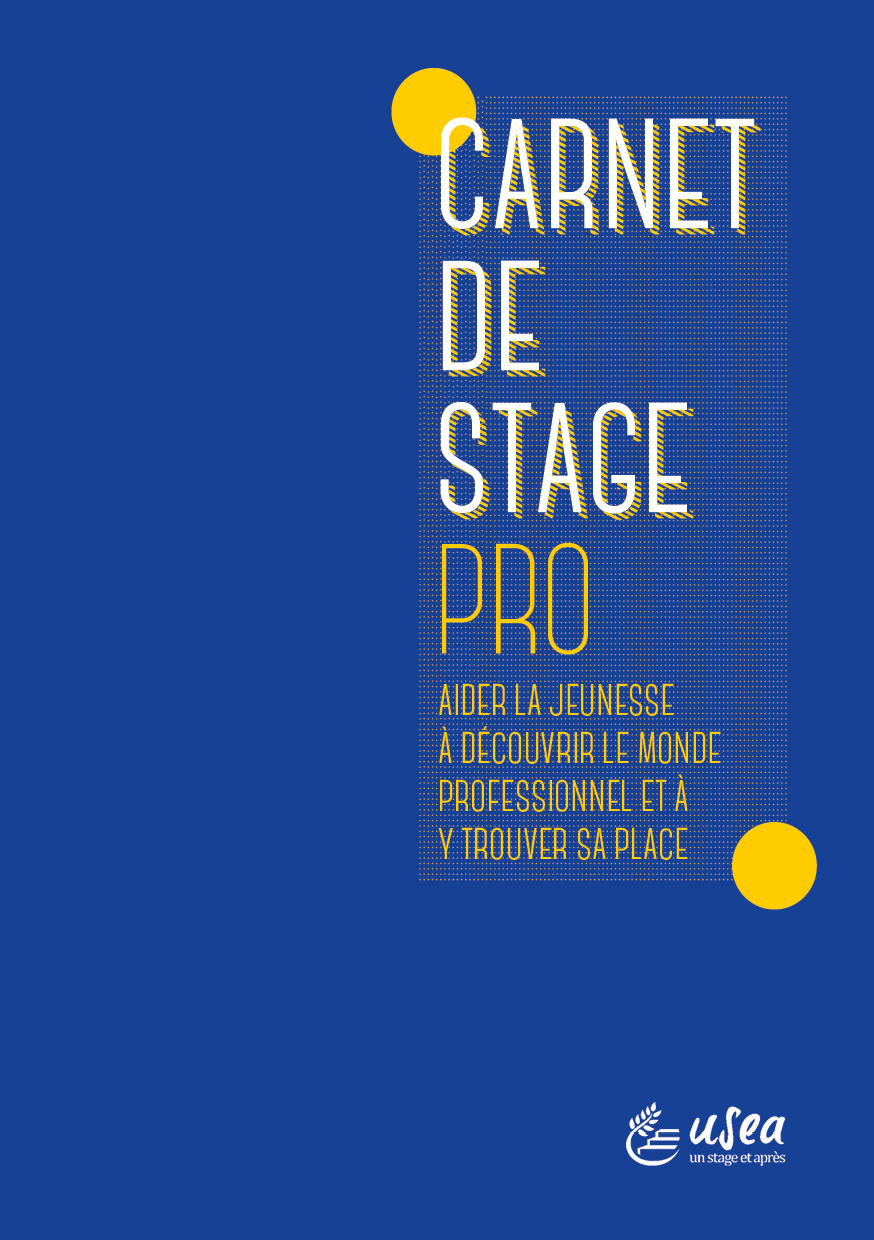 CARNET
DE
STAGE
PRO
AIDER LA JEUNESSE
À DÉCOUVRIR LE MONDE
PROFESSIONNEL ET À
Y TROUVER SA PLACE
usea
un stage et après